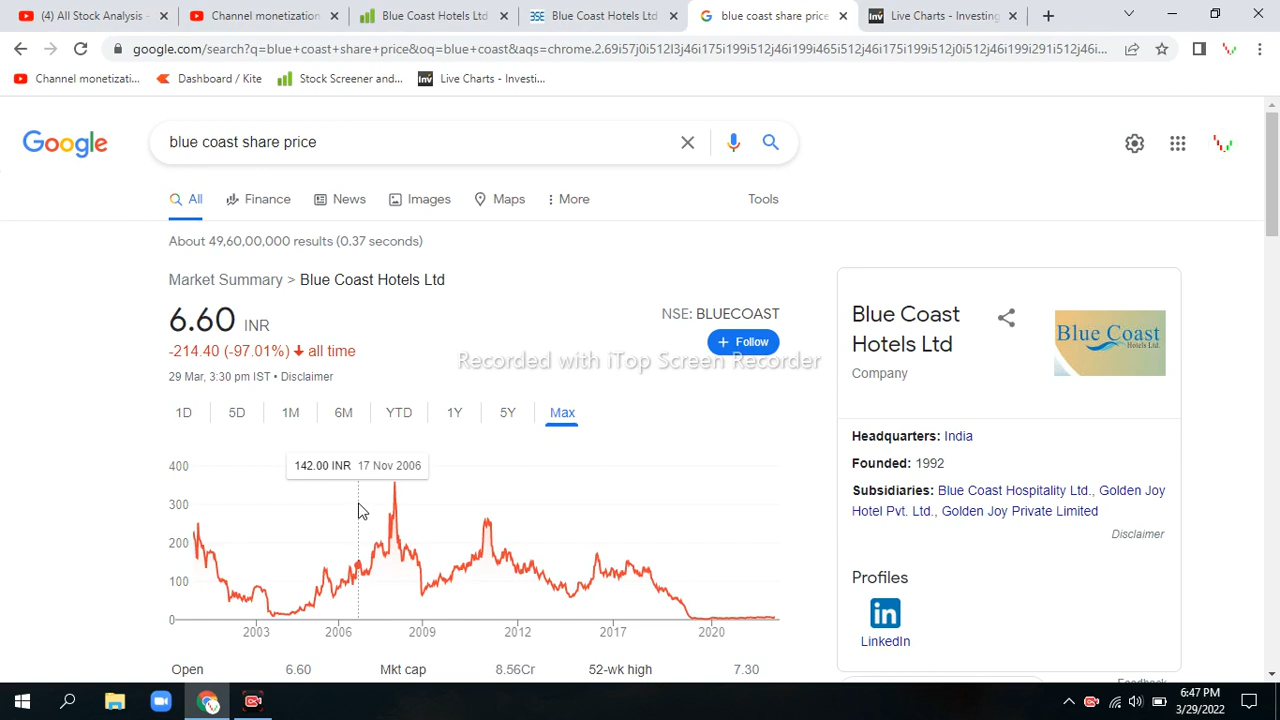 (4) All Stock Analysis -
Channel monetization
Blue Coast Hotels Ltd
Blue Coast Hotels Ltd
blue coast share price
Live Charts - Investing
google.com/search?q=blue+coast+share+price&oq=blue+coast&aqs=chrome.2.69i57j0i512l3j46i175i199i512j46i199i465i512j46i175i199i512j0i512j46i199i291i512j46i...
Channel monetizati...
Dashboard / Kite
Stock Screener and...
Live Charts - Investi...
Google
blue coast share price
All
Finance
News
Images
Maps
More
Tools
About 49,60,00,000 results (0.37 seconds)
Market Summary > Blue Coast Hotels Ltd
6.60 INR
NSE: BLUECOAST
-214.40 (-97.01%) all time
+ Follow
29 Mar, 3:30 pm IST • Disclaimer
Recorded with iTop Screen Recorder
1D
5D
1M
6M
YTD
1Y
5Y
Max
142.00 INR 17 Nov 2006
400
300
200
100
0
2003
2006
2009
2012
2017
2020
Open 6.60
Mkt cap 8.56Cr
52-wk high 7.30
Blue Coast
Hotels Ltd
Company
Blue Coast
Hotels Ltd.
Headquarters: India
Founded: 1992
Subsidiaries: Blue Coast Hospitality Ltd., Golden Joy
Hotel Pvt. Ltd., Golden Joy Private Limited
Disclaimer
Profiles
LinkedIn
Feedback
6:47 PM
3/29/2022